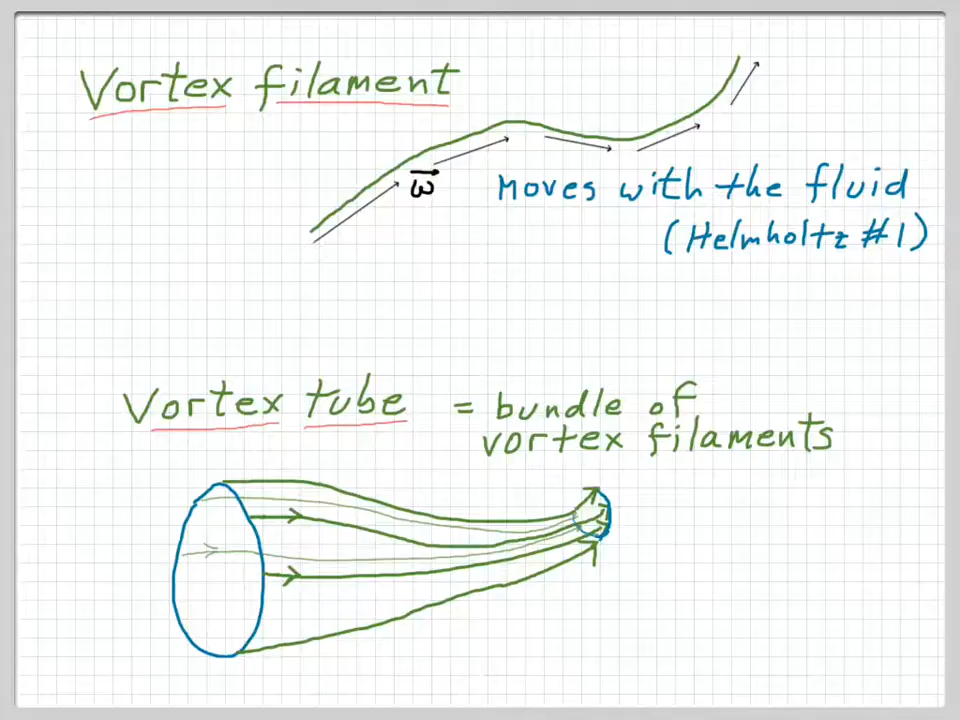 Vortex filament
ω
Moves with the fluid
(Helmholtz #1)
Vortex tube = bundle of
vortex filaments